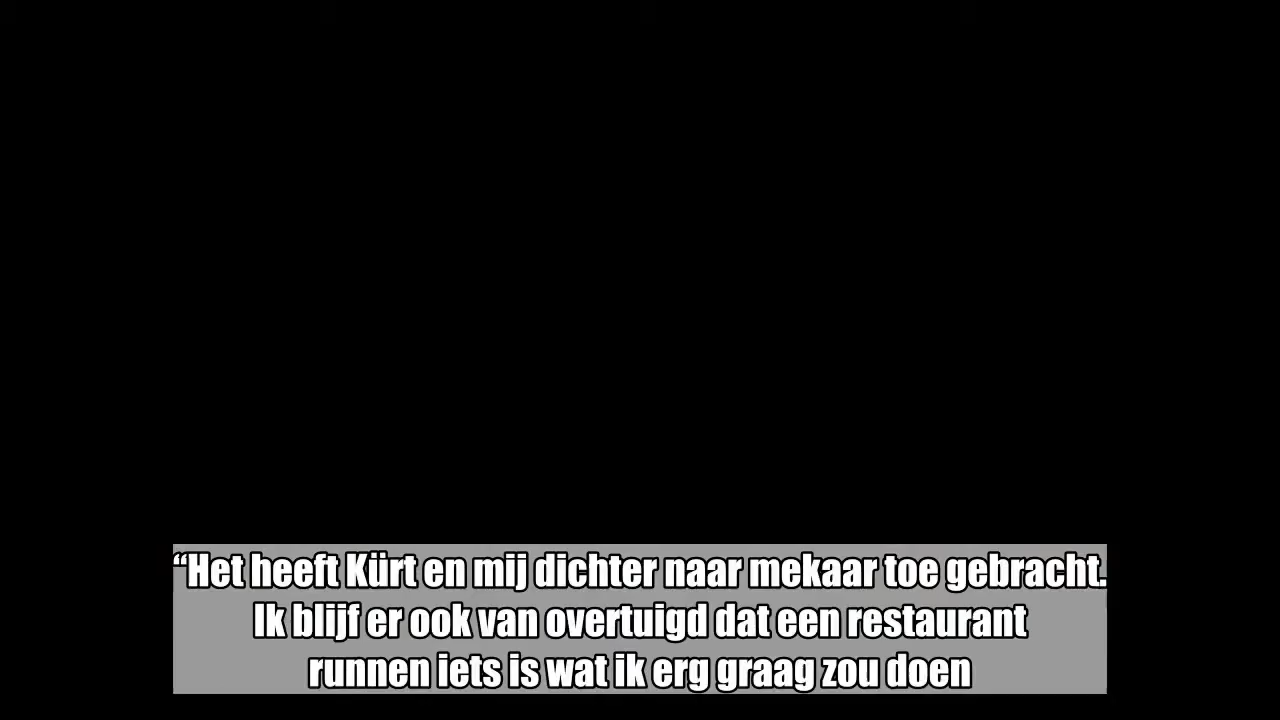 “Het heeft Kürt en mij dichter naar mekaar toe gebracht.
Ik blijf er ook van overtuigd dat een restaurant
runnen iets is wat ik erg graag zou doen